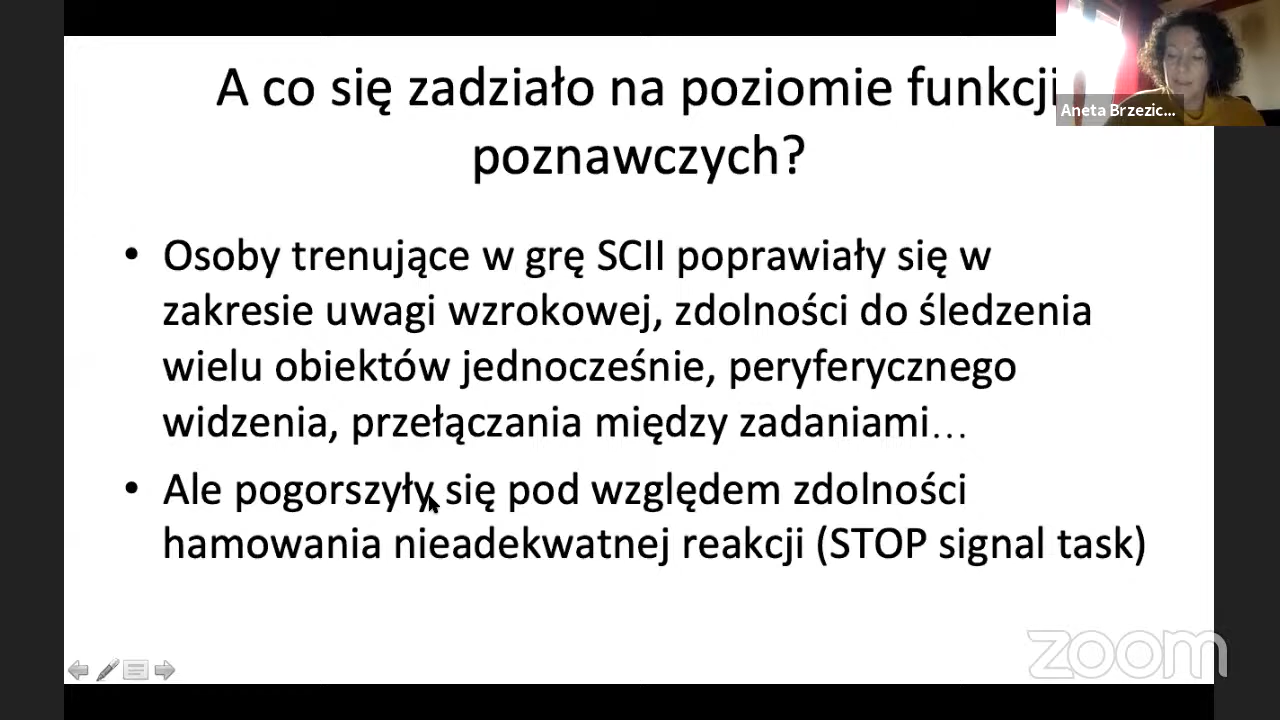 A co się zadziało na poziomie funkcji
poznawczych?
Aneta Brzezic...
• Osoby trenujące w grę SCII poprawiały się w
zakresie uwagi wzrokowej, zdolności do śledzenia
wielu obiektów jednocześnie, peryferycznego
widzenia, przełączania między zadaniami...
• Ale pogorszyły się pod względem zdolności
hamowania nieadekwatnej reakcji (STOP signal task)
zoom